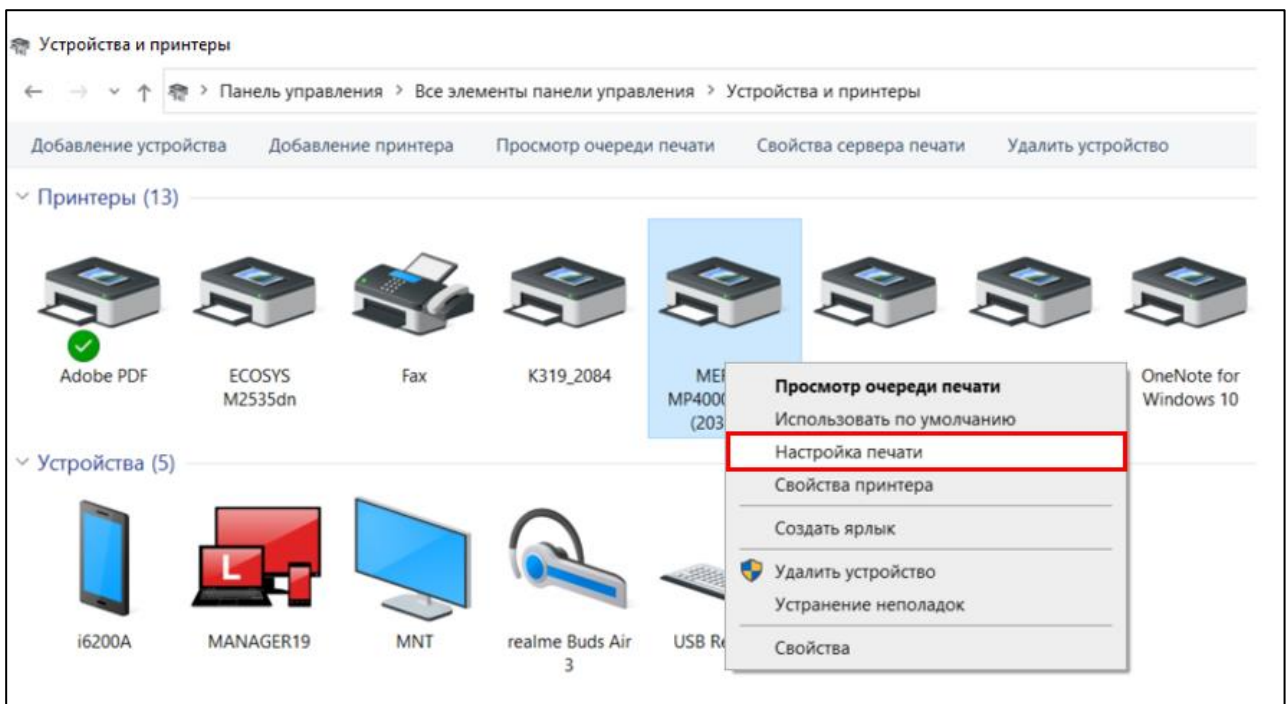 Устройства и принтеры
Панель управления > Все элементы панели управления > Устройства и принтеры
Добавление устройства Добавление принтера Просмотр очереди печати Свойства сервера печати Удалить устройство
Принтеры (13)
Adobe PDF
ECOSYS
M2535dn
Fax
K319_2084
MP4000
(203
OneNote for
Windows 10
Просмотр очереди печати
Использовать по умолчанию
Настройка печати
Свойства принтера
Создать ярлык
Удалить устройство
Устранение неполадок
Свойства
Устройства (5)
L
i6200A
MANAGER19
MNT
realme Buds Air
3
USB